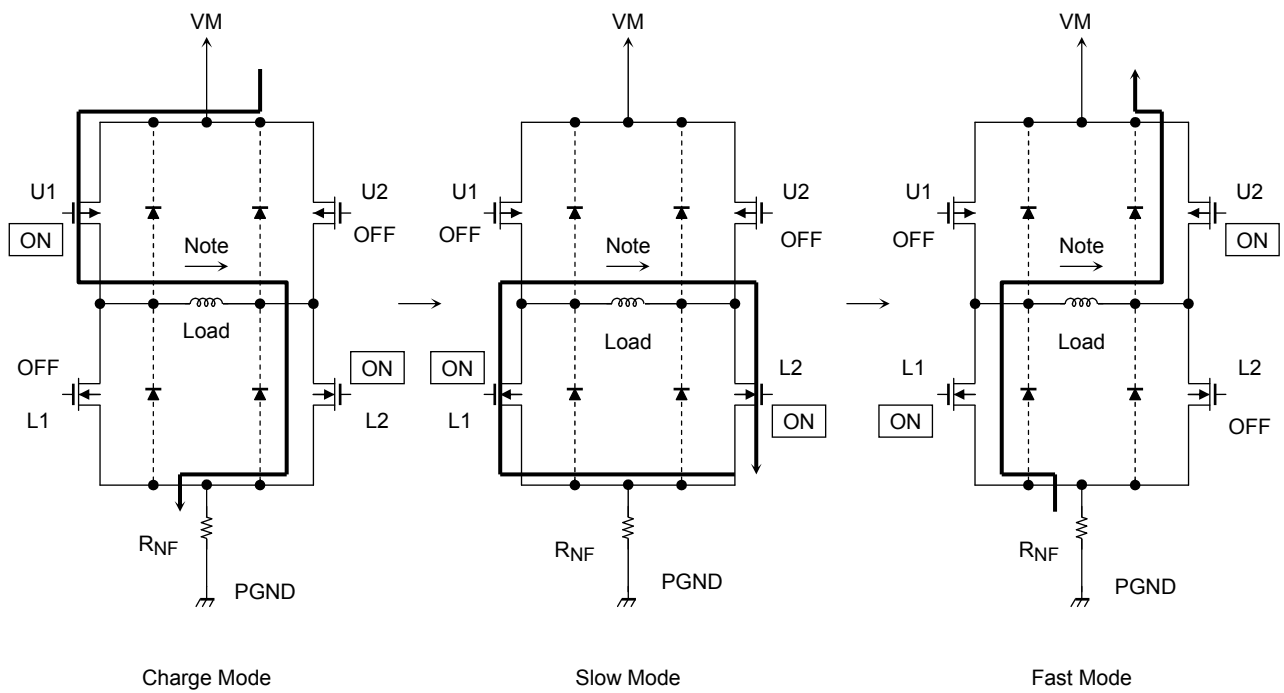 VM
U1
ON
U2
OFF
Note
Load
OFF
L1
ON
L2
RNF
PGND
Charge Mode
VM
U1
OFF
U2
OFF
Note
Load
ON
L1
L2
ON
RNF
PGND
Slow Mode
VM
U1
OFF
U2
ON
Note
Load
L1
ON
L2
OFF
RNF
PGND
Fast Mode